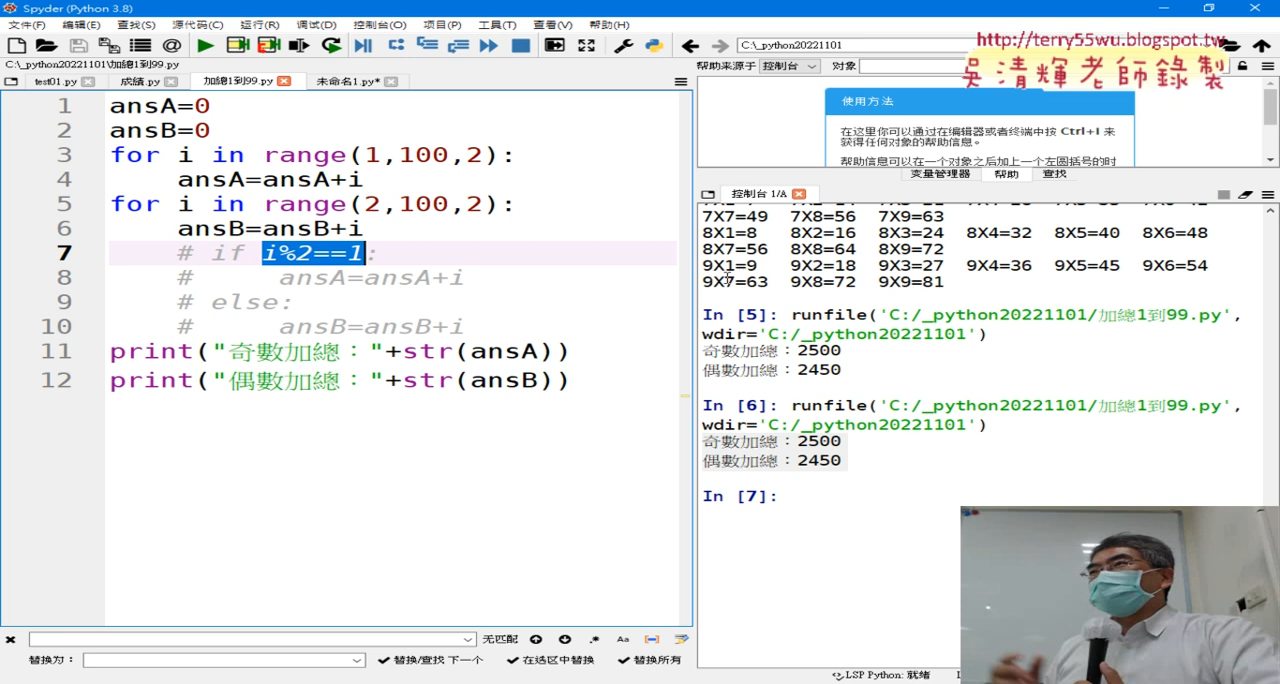 Spyder (Python 3.8)
文件(F) 编辑(E) 查找(S) 源代码(C) 运行(R) 调试(D) 控制台(O) 项目(P) 工具(T) 查看(V) 帮助(H)
C:\_python20221101
http://terry55wu.blogspot.tw
吳清輝老師錄製
C:\_python20221101\加總1到99.py
帮助来源于 控制台 对象
test01.py 成績.py 加總1到99.py 未命名1.py*
1 ansA=0
2 ansB=0
3 for i in range(1,100,2):
4 ansA=ansA+i
5 for i in range(2,100,2):
6 ansB=ansB+i
7 # if i%2==1:
8 # ansA=ansA+i
9 # else:
10 # ansB=ansB+i
11 print("奇數加總："+str(ansA))
12 print("偶數加總："+str(ansB))
使用方法
在这里你可以通过在编辑器或者终端中按 Ctrl+I 来
获得任何对象的帮助信息。
帮助信息可以在一个对象之后加上一个左圆括号的时
变量管理器 帮助 查找
控制台 1/A
7X7=49 7X8=56 7X9=63
8X1=8 8X2=16 8X3=24 8X4=32 8X5=40 8X6=48
8X7=56 8X8=64 8X9=72
9X1=9 9X2=18 9X3=27 9X4=36 9X5=45 9X6=54
9X7=63 9X8=72 9X9=81
In [5]: runfile('C:/_python20221101/加總1到99.py',
wdir='C:/_python20221101')
奇數加總：2500
偶數加總：2450
In [6]: runfile('C:/_python20221101/加總1到99.py',
wdir='C:/_python20221101')
奇數加總：2500
偶數加總：2450
In [7]:
无匹配 .* Aa
替换为： 替换/查找 下一个 在选区中替换 替换所有
LSP Python: 就绪